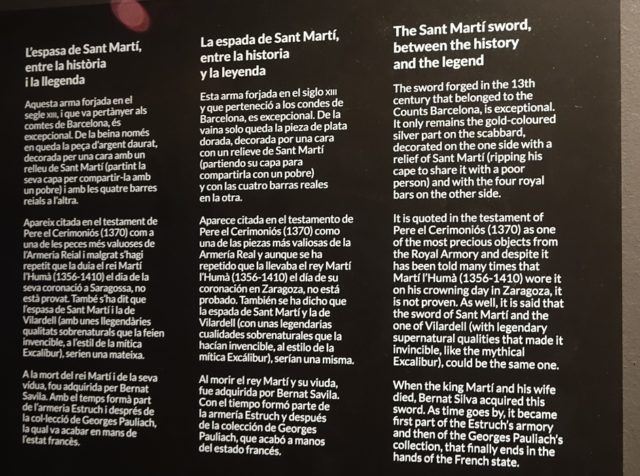 L'espasa de Sant Martí,
entre la història
i la llegenda
Aquesta arma forjada en el
segle XIII, i que va pertànyer als
comtes de Barcelona, és
excepcional. De la beina només
en queda la peça d'argent daurat,
decorada per una cara amb un
relleu de Sant Martí (partint la
seva capa per compartir-la amb
un pobre) i amb les quatre barres
reials a l'altra.
Apareix citada en el testament de
Pere el Cerimoniós (1370) com a
una de les peces més valuoses de
l'Armeria Reial i malgrat s'hagi
repetit que la duia el rei Martí
l'Humà (1356-1410) el dia de la
seva coronació a Saragossa, no
està provat. També s'ha dit que
l'espasa de Sant Martí i la de
Vilardell (amb unes llegendàries
qualitats sobrenaturals que la feien
invencible, a l'estil de la mítica
Excalibur), serien una mateixa.
A la mort del rei Martí i de la seva
vídua, fou adquirida per Bernat
Savila. Amb el temps formà part
de l'armeria Estruch i després de
la col·lecció de Georges Pauliach,
la qual va acabar en mans de
l'estat francès.
La espada de Sant Martí,
entre la historia
y la leyenda
Esta arma forjada en el siglo XIII
y que perteneció a los condes de
Barcelona, es excepcional. De la
vaina solo queda la pieza de plata
dorada, decorada por una cara
con un relieve de Sant Martí
(partiendo su capa para
compartirla con un pobre)
y con las cuatro barras reales
en la otra.
Aparece citada en el testamento de
Pere el Cerimoniós (1370) como
una de las piezas más valiosas de la
Armería Real y aunque se ha
repetido que la llevaba el rey Martí
l'Humà (1356-1410) el día de su
coronación en Zaragoza, no está
probado. También se ha dicho que
la espada de Sant Martí y la de
Vilardell (con unas legendarias
cualidades sobrenaturales que la
hacían invencible, al estilo de la
mítica Excálibur), serían una misma.
Al morir el rey Martí y su viuda,
fue adquirida por Bernat Savila.
Con el tiempo formó parte de
la armería Estruch y después
de la colección de Georges
Pauliach, que acabó a manos
del estado francés.
The Sant Martí sword,
between the history
and the legend
The sword forged in the 13th
century that belonged to the
Counts Barcelona, is exceptional.
It only remains the gold-coloured
silver part on the scabbard,
decorated on the one side with a
relief of Sant Martí (ripping his
cape to share it with a poor
person) and with the four royal
bars on the other side.
It is quoted in the testament of
Pere el Cerimoniós (1370) as one
of the most precious objects from
the Royal Armory and despite it
has been told many times that
Martí l'Humà (1356-1410) wore it
on his crowning day in Zaragoza, it
is not proven. As well, it is said that
the sword of Sant Martí and the
one of Vilardell (with legendary
supernatural qualities that made it
invincible, like the mythical
Excalibur), could be the same one.
When the king Martí and his wife
died, Bernat Silva acquired this
sword. As time goes by, it became
first part of the Estruch's armory
and then of the Georges Pauliach's
collection, that finally ends in the
hands of the French state.